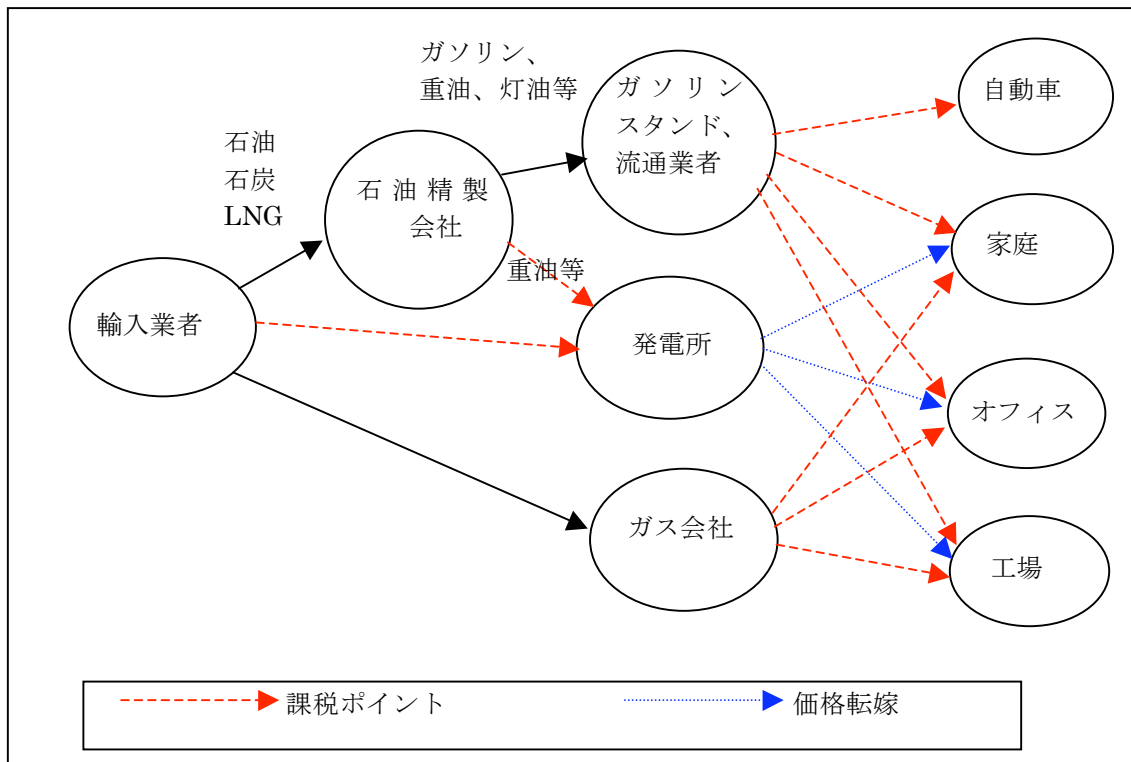 ガソリン、
重油、灯油等
石油
石炭
LNG
石油精製
会社
ガソリン
スタンド、
流通業者
自動車
家庭
重油等
輸入業者
発電所
オフィス
ガス会社
工場
課税ポイント
価格転嫁